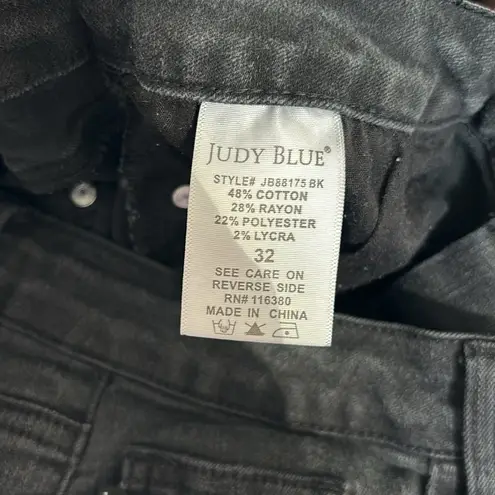 JUDY BLUE®
STYLE# JB88175 BK
48% COTTON
28% RAYON
22% POLYESTER
2% LYCRA
32
SEE CARE ON
REVERSE SIDE
RN# 116380
MADE IN CHINA